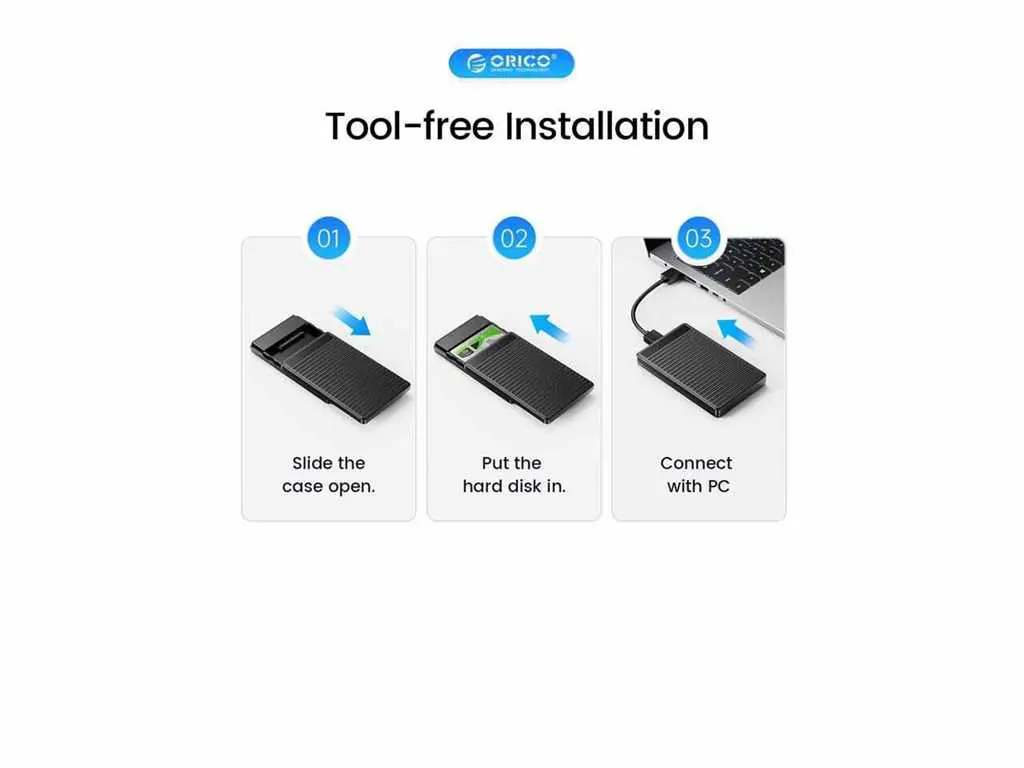 ORICO®
Tool-free Installation
01
02
03
Slide the
case open.
Put the
hard disk in.
Connect
with PC